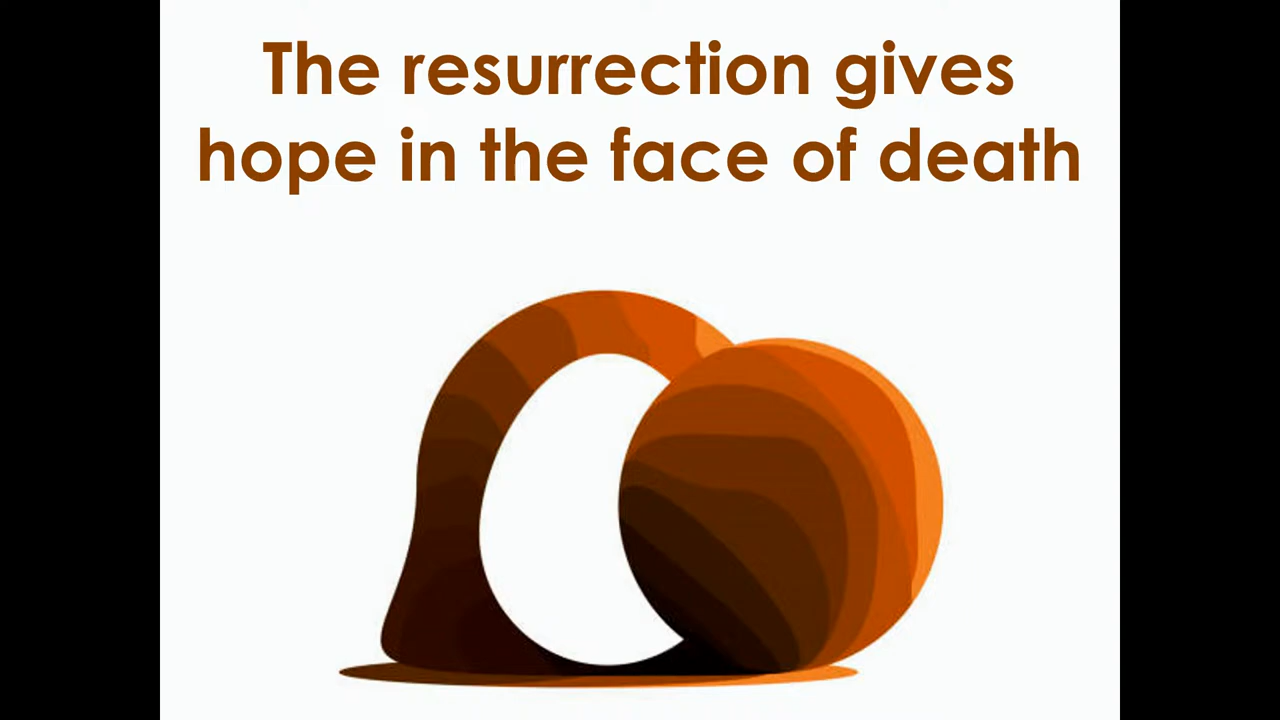 The resurrection gives
hope in the face of death